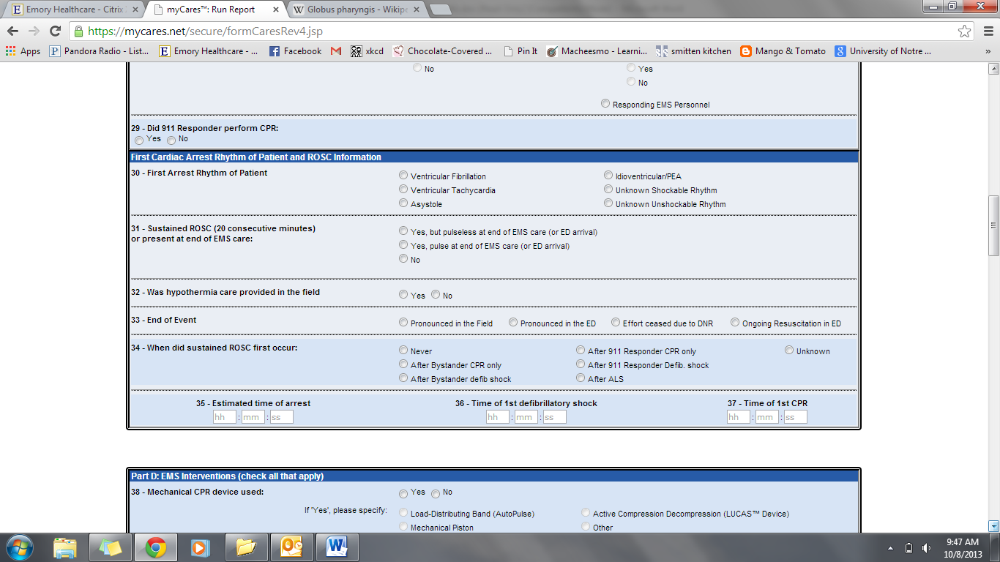 Emory Healthcare - Citrix
myCares™: Run Report
Globus pharyngis - Wikipe
https://mycares.net/secure/formCaresRev4.jsp
Apps Pandora Radio - List... Emory Healthcare - ... Facebook xkcd Chocolate-Covered ... Pin It Macheesmo - Learni... smitten kitchen Mango & Tomato University of Notre ... »
No Yes
No
Responding EMS Personnel
29 - Did 911 Responder perform CPR:
Yes No
First Cardiac Arrest Rhythm of Patient and ROSC Information
30 - First Arrest Rhythm of Patient
Ventricular Fibrillation Idioventricular/PEA
Ventricular Tachycardia Unknown Shockable Rhythm
Asystole Unknown Unshockable Rhythm
31 - Sustained ROSC (20 consecutive minutes)
or present at end of EMS care:
Yes, but pulseless at end of EMS care (or ED arrival)
Yes, pulse at end of EMS care (or ED arrival)
No
32 - Was hypothermia care provided in the field Yes No
33 - End of Event Pronounced in the Field Pronounced in the ED Effort ceased due to DNR Ongoing Resuscitation in ED
34 - When did sustained ROSC first occur: Never After 911 Responder CPR only Unknown
After Bystander CPR only After 911 Responder Defib. shock
After Bystander defib shock After ALS
35 - Estimated time of arrest 36 - Time of 1st defibrillatory shock 37 - Time of 1st CPR
hh : mm : ss hh : mm : ss hh : mm : ss
Part D: EMS Interventions (check all that apply)
38 - Mechanical CPR device used: Yes No
If 'Yes', please specify: Load-Distributing Band (AutoPulse) Active Compression Decompression (LUCAS™ Device)
Mechanical Piston Other
9:47 AM
10/8/2013